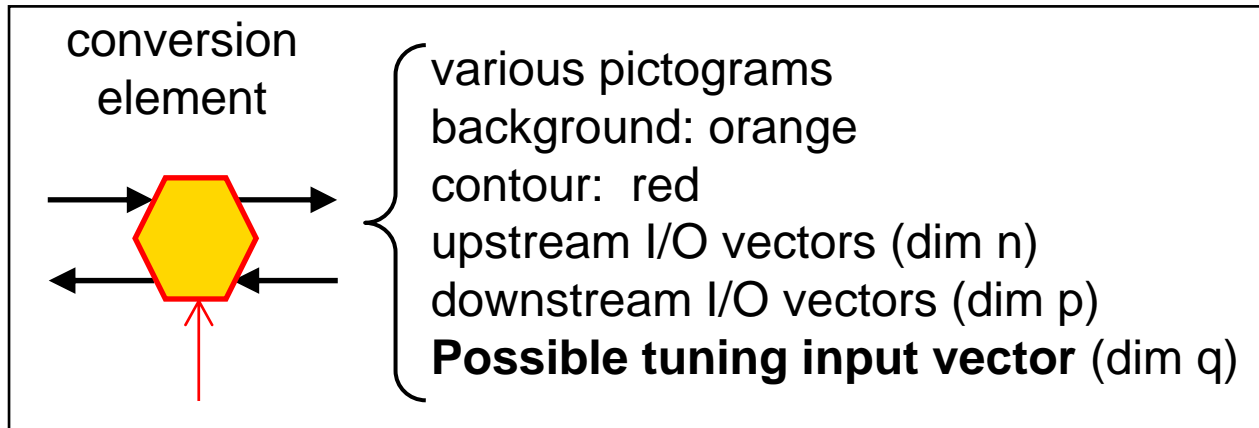 conversion
element
various pictograms
background: orange
contour:  red
upstream I/O vectors (dim n)
downstream I/O vectors (dim p)
Possible tuning input vector (dim q)